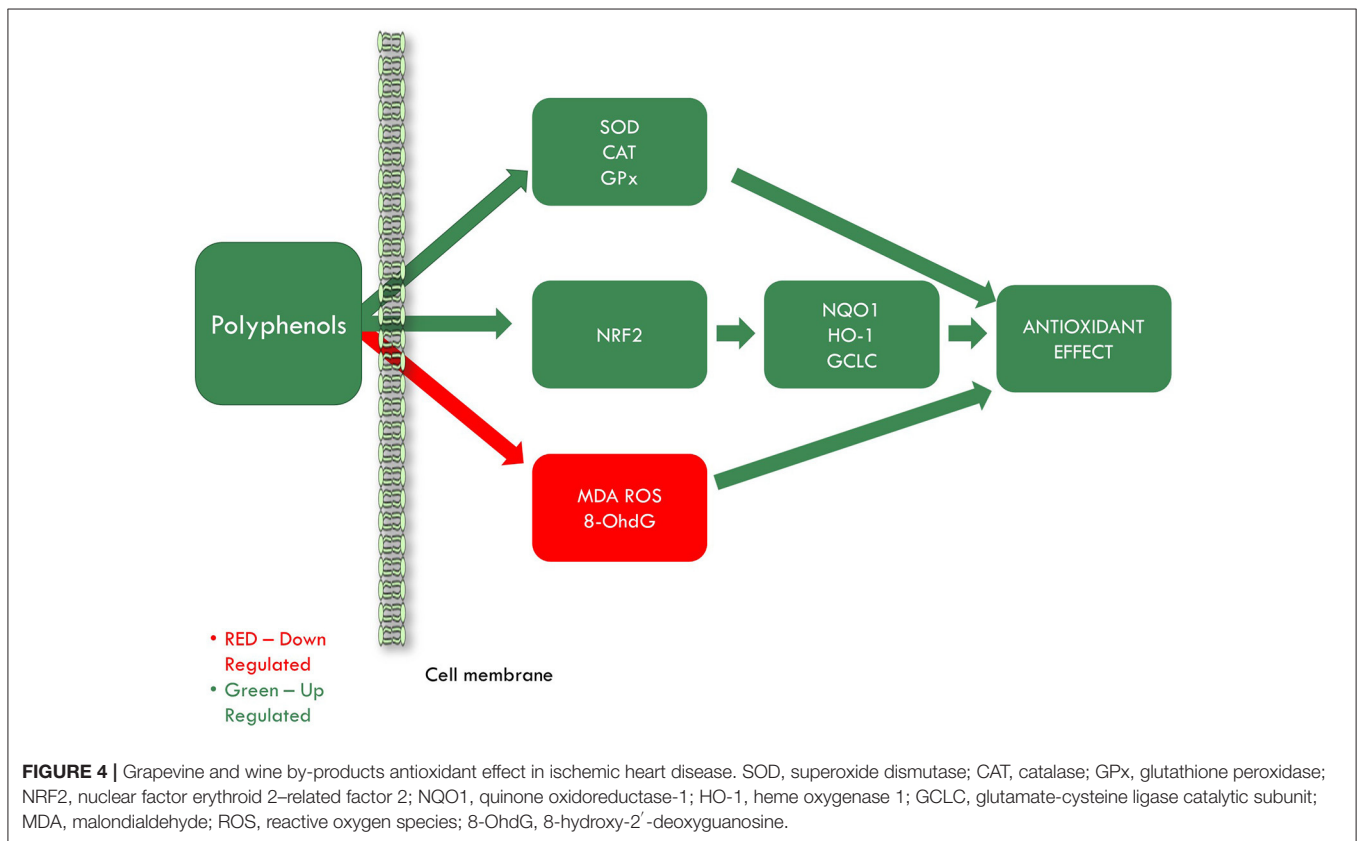 SOD
CAT
GPx
Polyphenols
NRF2
NQO1
HO-1
GCLC
ANTIOXIDANT
EFFECT
MDA ROS
8-OhdG
• RED – Down
Regulated
• Green – Up
Regulated
Cell membrane
FIGURE 4 | Grapevine and wine by-products antioxidant effect in ischemic heart disease. SOD, superoxide dismutase; CAT, catalase; GPx, glutathione peroxidase;
NRF2, nuclear factor erythroid 2–related factor 2; NQO1, quinone oxidoreductase-1; HO-1, heme oxygenase 1; GCLC, glutamate-cysteine ligase catalytic subunit;
MDA, malondialdehyde; ROS, reactive oxygen species; 8-OhdG, 8-hydroxy-2′-deoxyguanosine.